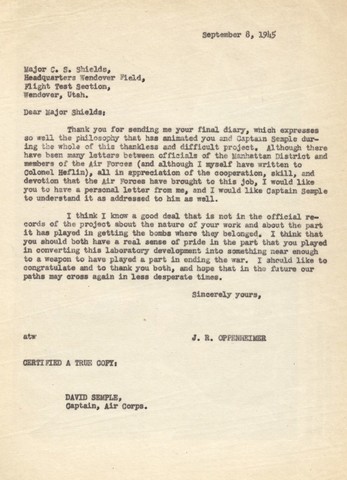 September 8, 1945
Major C. S. Shields,
Headquarters Wendover Field,
Flight Test Section,
Wendover, Utah.
Dear Major Shields;
Thank you for sending me your final diary, which expresses
so well the philosophy that has animated you and Captain Semple dur-
ing the whole of this thankless and difficult project. Although there
have been many letters between officials of the Manhattan District and
members of the Air Forces (and although I myself have written to
Colonel Heflin), all in appreciation of the cooperation, skill, and
devotion that the Air Forces have brought to this job, I would like
you to have a personal letter from me, and I would like Captain Semple
to understand it as addressed to him as well.
I think I know a good deal that is not in the official re-
cords of the project about the nature of your work and about the part
it has played in getting the bombs where they belonged. I think that
you should both have a real sense of pride in the part that you played
in converting this laboratory development into something near enough
to a weapon to have played a part in ending the war. I should like to
congratulate and to thank you both, and hope that in the future our
paths may cross again in less desperate times.
Sincerely yours,
atw
J. R. OPPENHEIMER
CERTIFIED A TRUE COPY:
DAVID SEMPLE,
Captain, Air Corps.